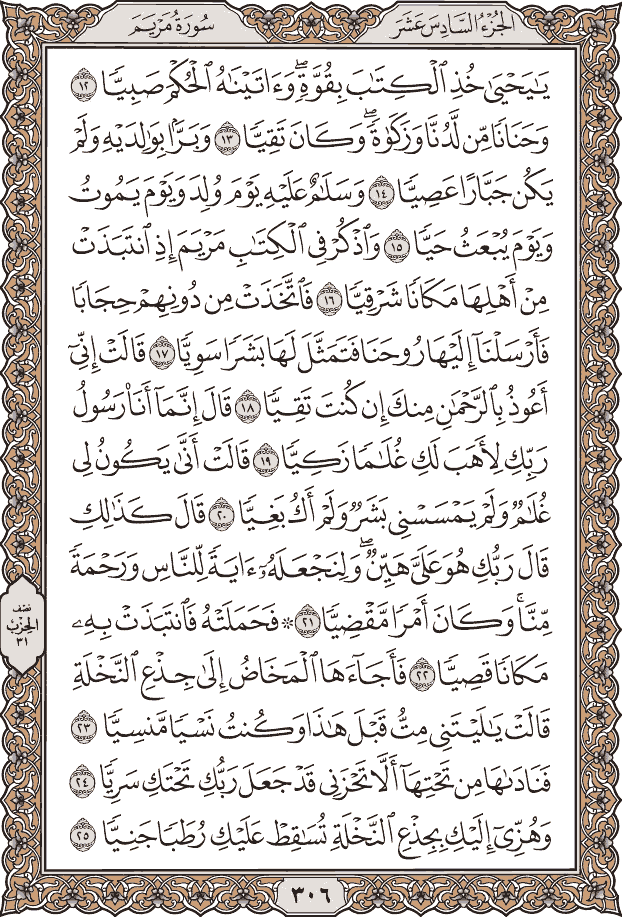 الجُزْءُ السَّادِسَ عَشَرَ
سُورَةُ مَرْيَمَ
يَٰيَحْيَىٰ خُذِ ٱلْكِتَٰبَ بِقُوَّةٍۖ وَءَاتَيْنَٰهُ ٱلْحُكْمَ صَبِيًّا ١٢
وَحَنَانًا مِّن لَّدُنَّا وَزَكَوٰةًۖ وَكَانَ تَقِيًّا ١٣ وَبَرًّۢا بِوَٰلِدَيْهِ وَلَمْ
يَكُن جَبَّارًا عَصِيًّا ١٤ وَسَلَٰمٌ عَلَيْهِ يَوْمَ وُلِدَ وَيَوْمَ يَمُوتُ
وَيَوْمَ يُبْعَثُ حَيًّا ١٥ وَٱذْكُرْ فِى ٱلْكِتَٰبِ مَرْيَمَ إِذِ ٱنتَبَذَتْ
مِنْ أَهْلِهَا مَكَانًا شَرْقِيًّا ١٦ فَٱتَّخَذَتْ مِن دُونِهِمْ حِجَابًا
فَأَرْسَلْنَآ إِلَيْهَا رُوحَنَا فَتَمَثَّلَ لَهَا بَشَرًا سَوِيًّا ١٧ قَالَتْ إِنِّىٓ
أَعُوذُ بِٱلرَّحْمَٰنِ مِنكَ إِن كُنتَ تَقِيًّا ١٨ قَالَ إِنَّمَآ أَنَا۠ رَسُولُ
رَبِّكِ لِأَهَبَ لَكِ غُلَٰمًا زَكِيًّا ١٩ قَالَتْ أَنَّىٰ يَكُونُ لِى
غُلَٰمٌ وَلَمْ يَمْسَسْنِى بَشَرٌ وَلَمْ أَكُ بَغِيًّا ٢٠ قَالَ كَذَٰلِكِ
قَالَ رَبُّكِ هُوَ عَلَىَّ هَيِّنٌۖ وَلِنَجْعَلَهُۥٓ ءَايَةً لِّلنَّاسِ وَرَحْمَةً
مِّنَّاۚ وَكَانَ أَمْرًا مَّقْضِيًّا ٢١ ۞ فَحَمَلَتْهُ فَٱنتَبَذَتْ بِهِۦ
مَكَانًا قَصِيًّا ٢٢ فَأَجَآءَهَا ٱلْمَخَاضُ إِلَىٰ جِذْعِ ٱلنَّخْلَةِ
قَالَتْ يَٰلَيْتَنِى مِتُّ قَبْلَ هَٰذَا وَكُنتُ نَسْيًا مَّنسِيًّا ٢٣
فَنَادَىٰهَا مِن تَحْتِهَآ أَلَّا تَحْزَنِى قَدْ جَعَلَ رَبُّكِ تَحْتَكِ سَرِيًّا ٢٤
وَهُزِّىٓ إِلَيْكِ بِجِذْعِ ٱلنَّخْلَةِ تُسَٰقِطْ عَلَيْكِ رُطَبًا جَنِيًّا ٢٥
نصف
الحزب
٣١
٣٠٦